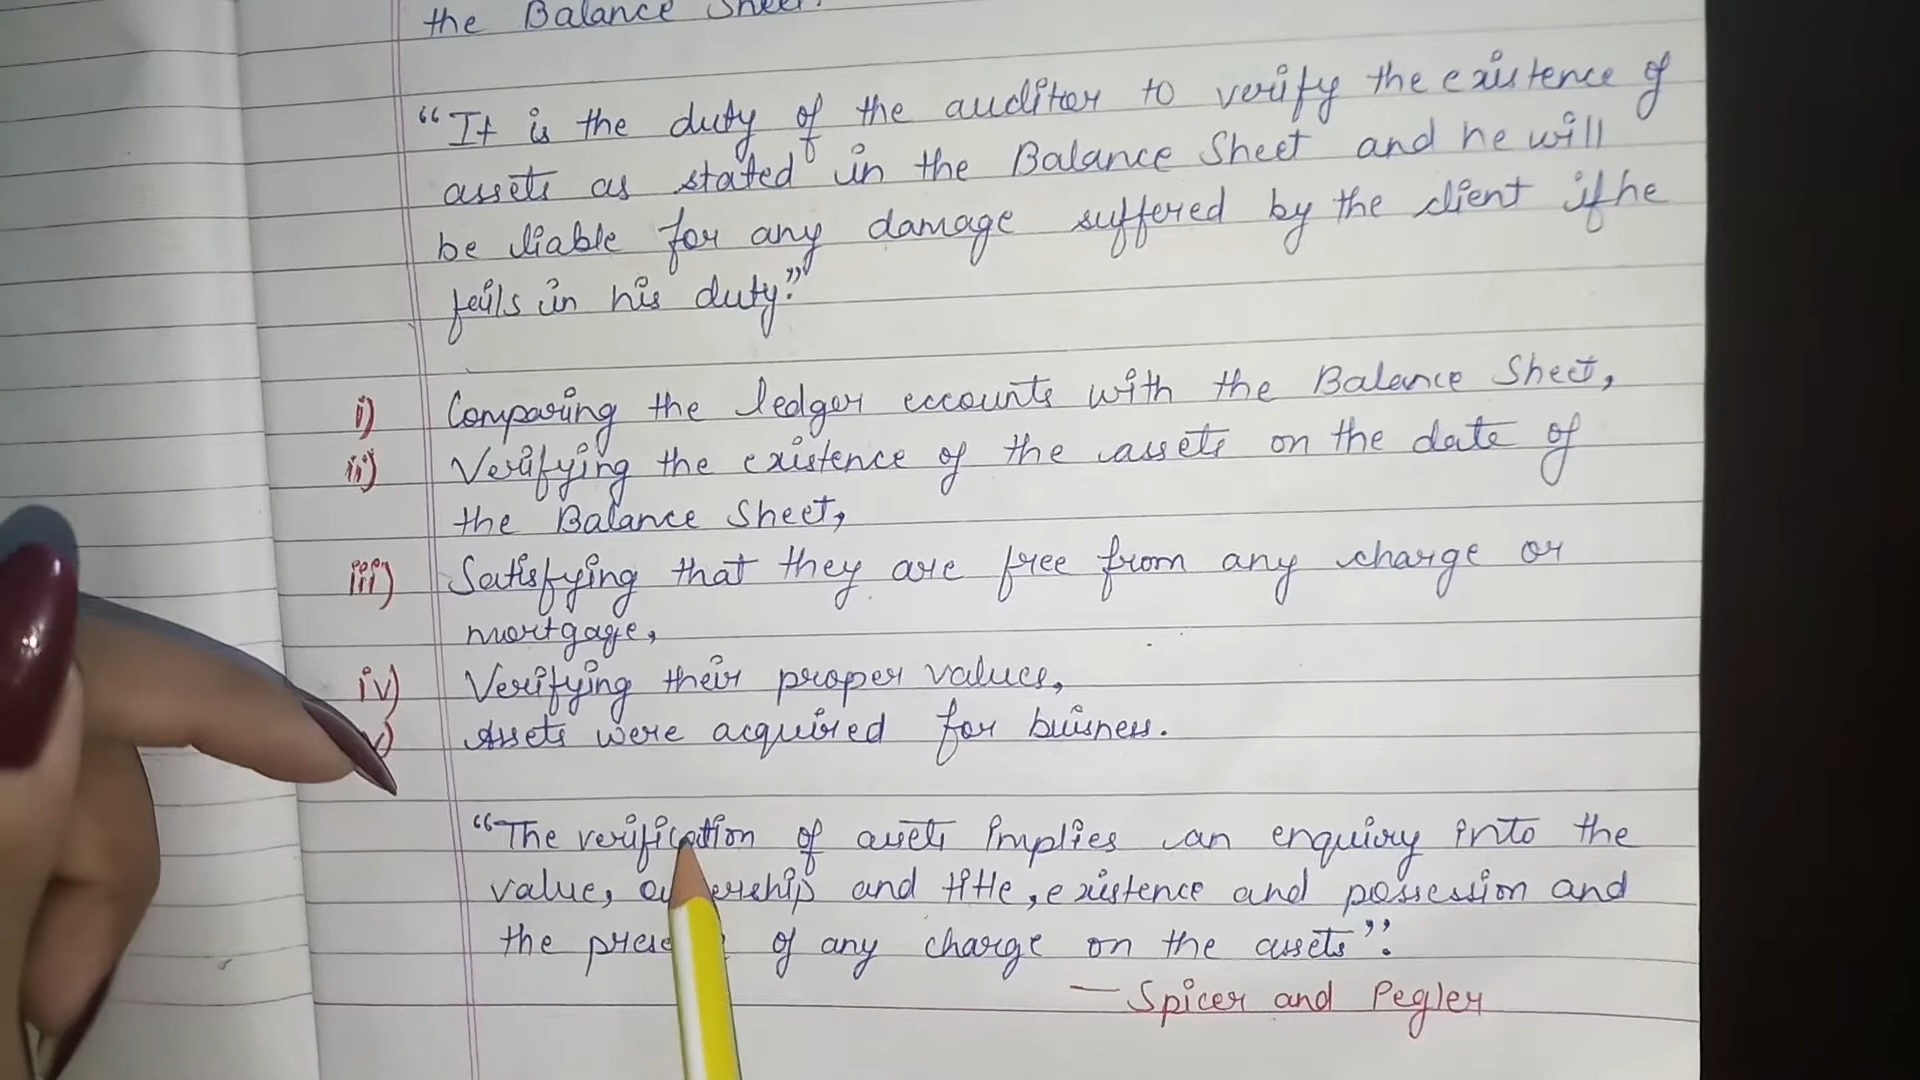 the Balance Sheet.
“It is the duty of the auditor to verify the existence of
assets as stated in the Balance Sheet and he will
be liable for any damage suffered by the client if he
fails in his duty.”
i) Comparing the ledger accounts with the Balance Sheet,
ii) Verifying the existence of the assets on the date of
the Balance Sheet,
iii) Satisfying that they are free from any charge or
mortgage,
iv) Verifying their proper values,
v) Assets were acquired for buisness.
“The verification of assets implies an enquiry into the
value, ownership and title, existence and possession and
the of any charge on the assets”.
— Spicer and Pegler